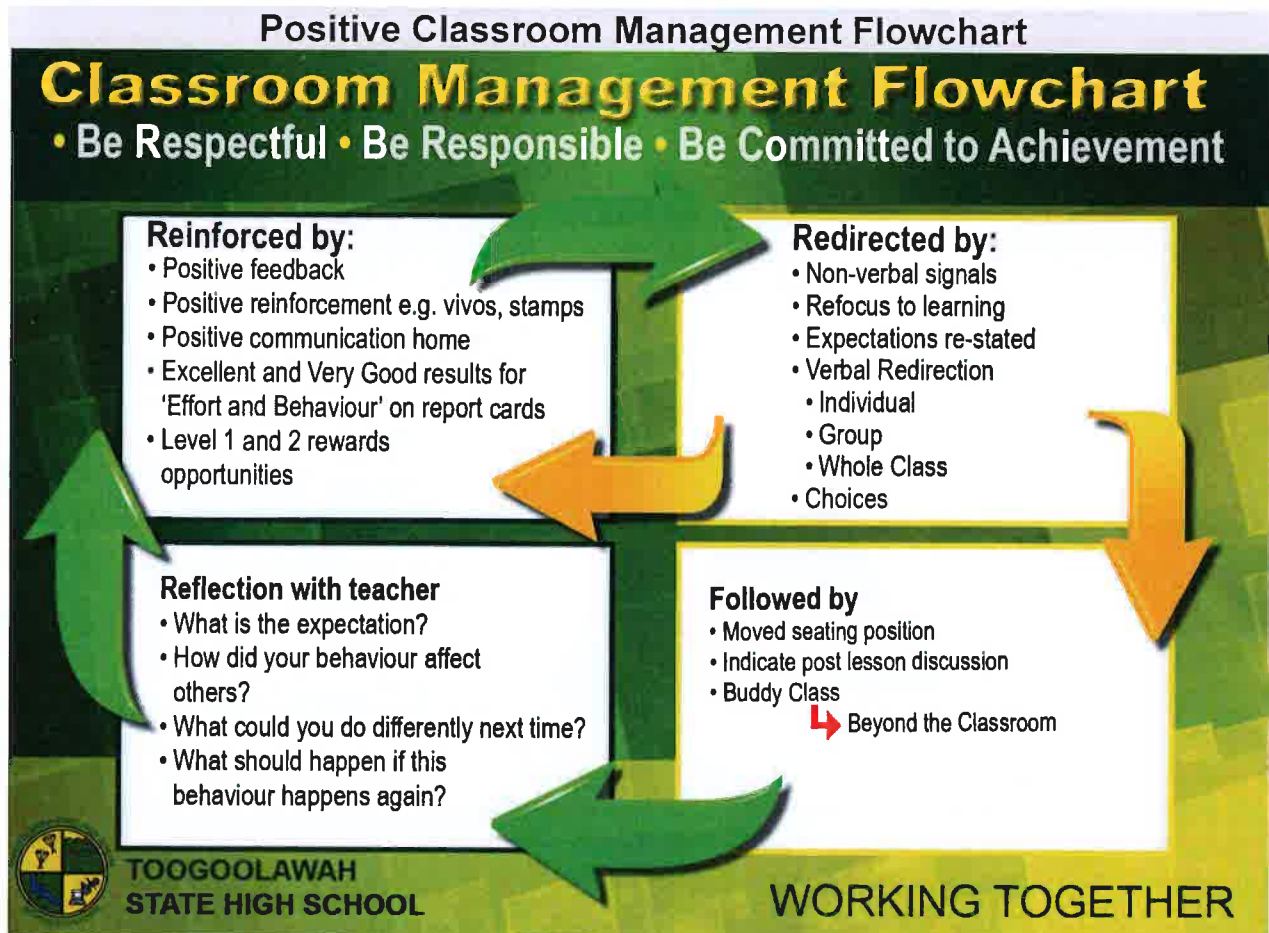 Positive Classroom Management Flowchart
Classroom Management Flowchart
• Be Respectful • Be Responsible • Be Committed to Achievement
Reinforced by:
• Positive feedback
• Positive reinforcement e.g. vivos, stamps
• Positive communication home
• Excellent and Very Good results for
'Effort and Behaviour' on report cards
• Level 1 and 2 rewards
opportunities
Redirected by:
• Non-verbal signals
• Refocus to learning
• Expectations re-stated
• Verbal Redirection
• Individual
• Group
• Whole Class
• Choices
Reflection with teacher
• What is the expectation?
• How did your behaviour affect
others?
• What could you do differently next time?
• What should happen if this
behaviour happens again?
Followed by
• Moved seating position
• Indicate post lesson discussion
• Buddy Class
Beyond the Classroom
TOOGOOLAWAH
STATE HIGH SCHOOL
WORKING TOGETHER